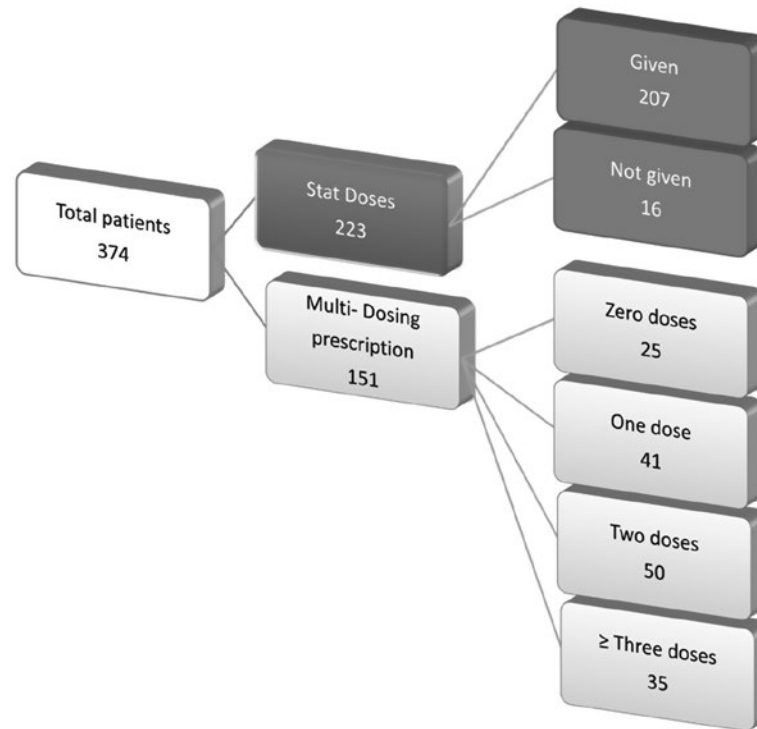 Total patients
374
Stat Doses
223
Multi- Dosing
prescription
151
Given
207
Not given
16
Zero doses
25
One dose
41
Two doses
50
≥ Three doses
35